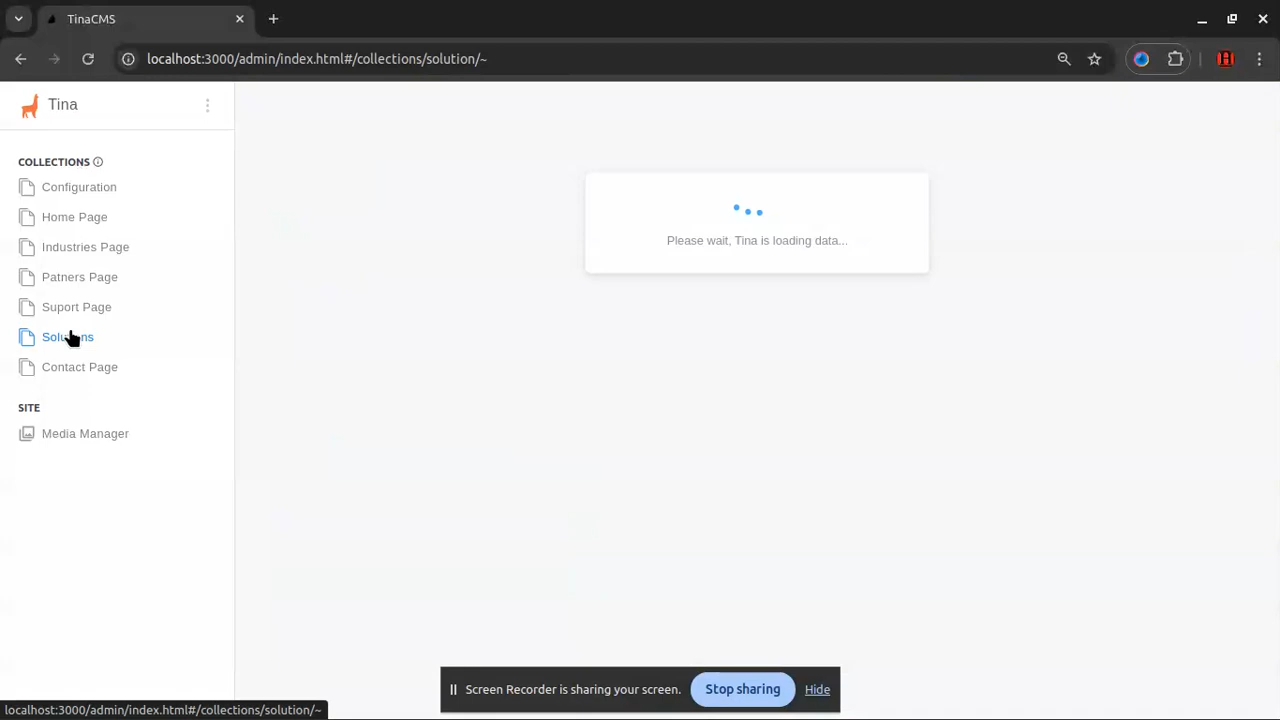 TinaCMS
localhost:3000/admin/index.html#/collections/solution/~
Tina
COLLECTIONS
Configuration
Home Page
Industries Page
Patners Page
Suport Page
Solutions
Contact Page
SITE
Media Manager
Please wait, Tina is loading data...
Screen Recorder is sharing your screen.
Stop sharing
Hide
localhost:3000/admin/index.html#/collections/solution/~